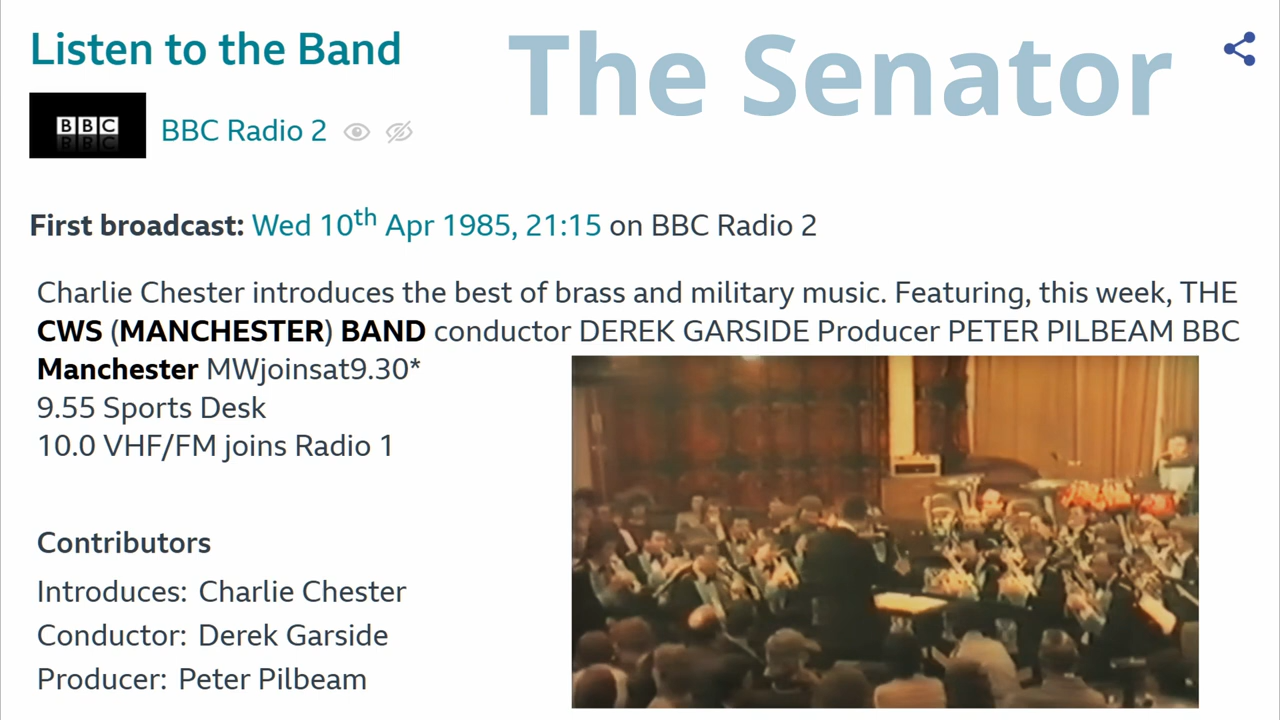 Listen to the Band
The Senator
BBC
BBC Radio 2
First broadcast: Wed 10th Apr 1985, 21:15 on BBC Radio 2
Charlie Chester introduces the best of brass and military music. Featuring, this week, THE
CWS (MANCHESTER) BAND conductor DEREK GARSIDE Producer PETER PILBEAM BBC
Manchester MWjoinsat9.30*
9.55 Sports Desk
10.0 VHF/FM joins Radio 1
Contributors
Introduces: Charlie Chester
Conductor: Derek Garside
Producer: Peter Pilbeam